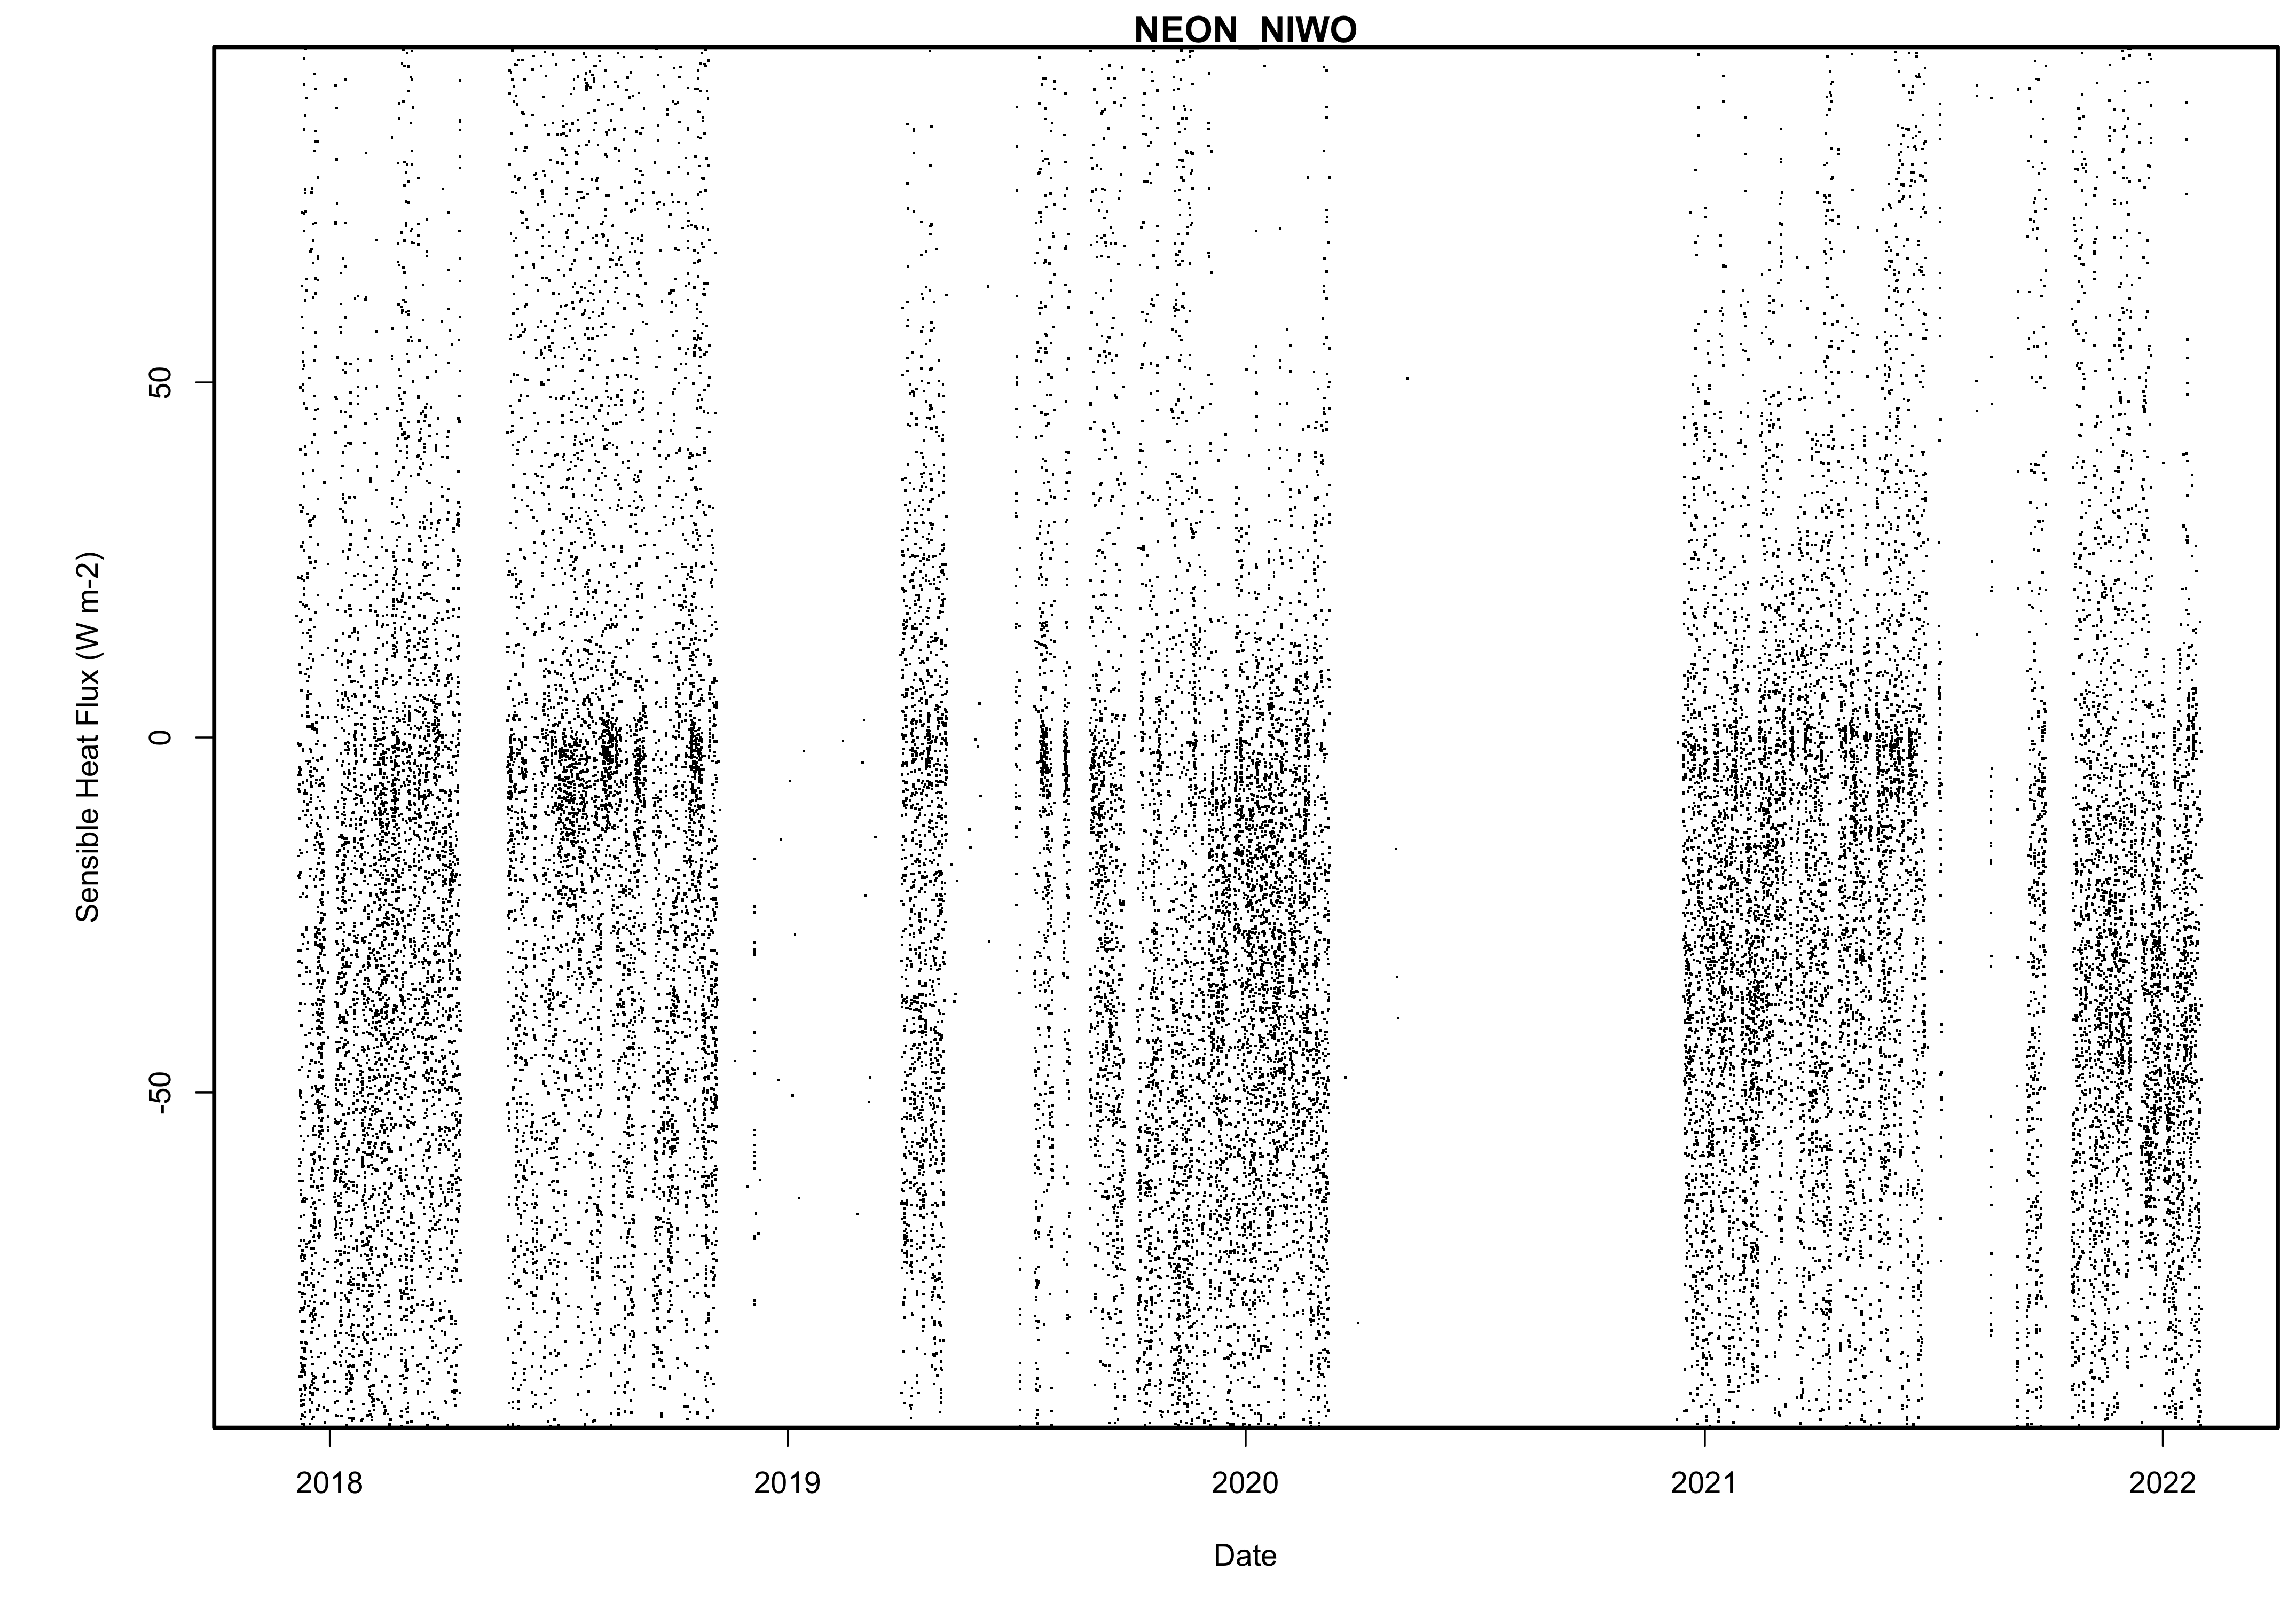 NEON NIWO
Sensible Heat Flux (W m-2)
50
0
-50
2018 2019 2020 2021 2022
Date